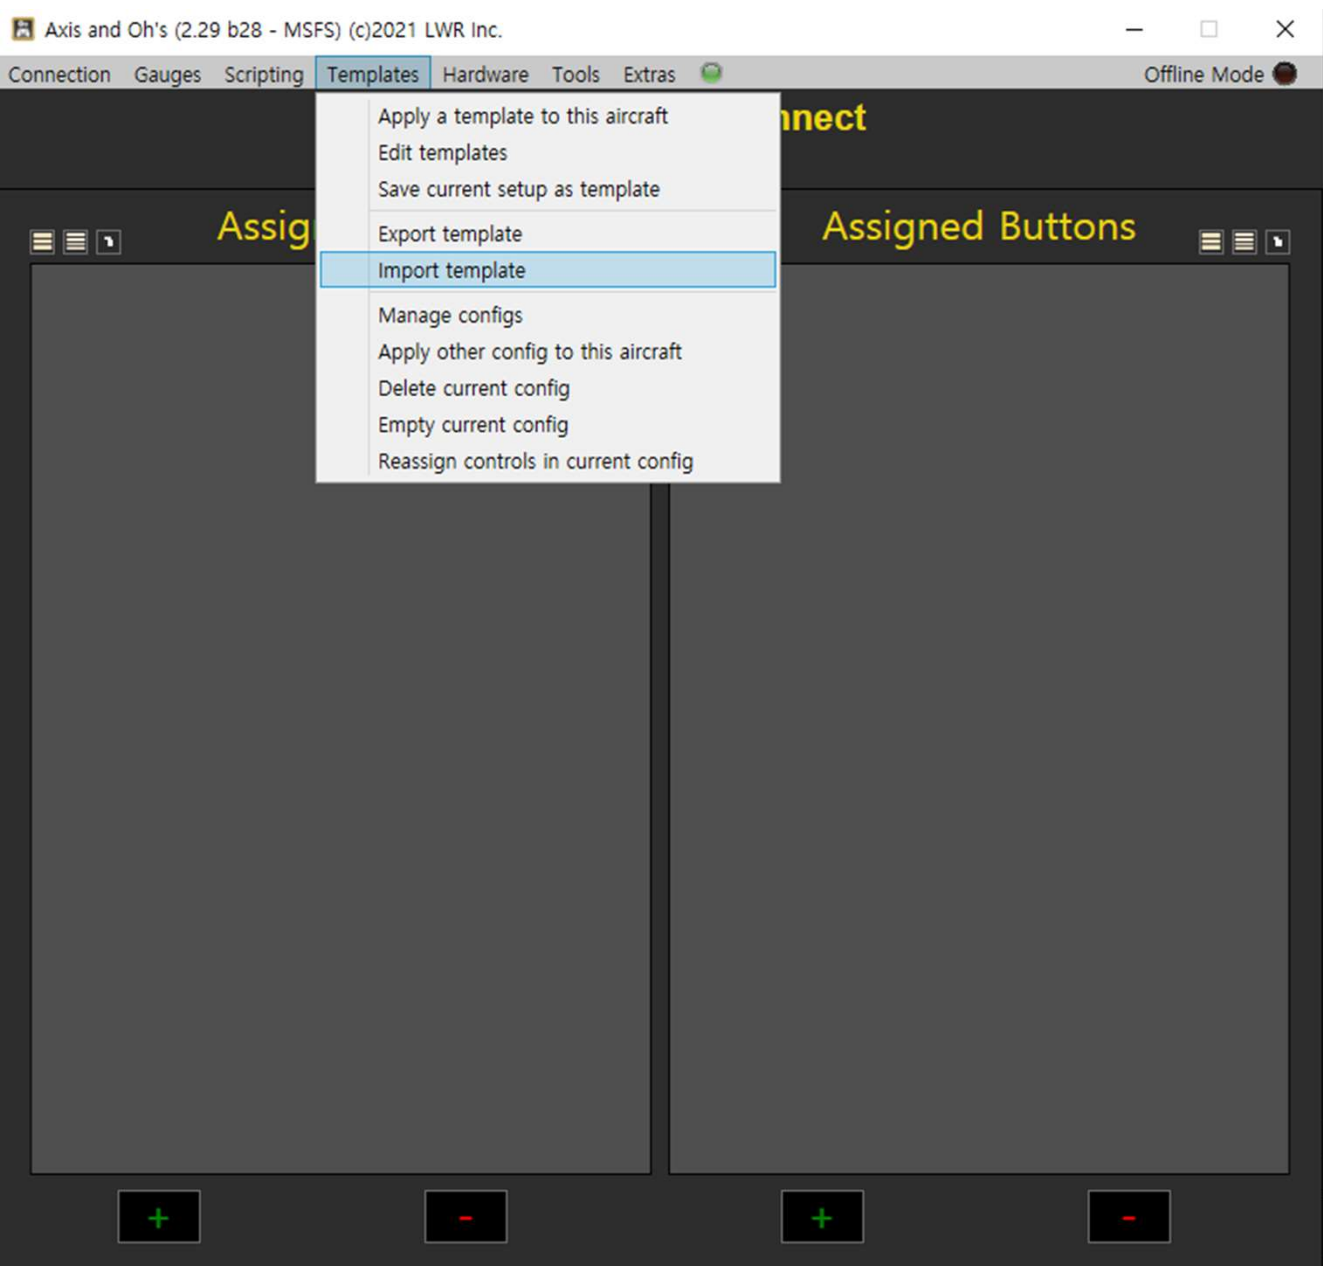 Axis and Oh's (2.29 b28 - MSFS) (c)2021 LWR Inc.
Connection Gauges Scripting Templates Hardware Tools Extras Offline Mode
Apply a template to this aircraft
Edit templates
Save current setup as template
Export template
Import template
Manage configs
Apply other config to this aircraft
Delete current config
Empty current config
Reassign controls in current config
nnect
Assig
Assigned Buttons
+ - + -